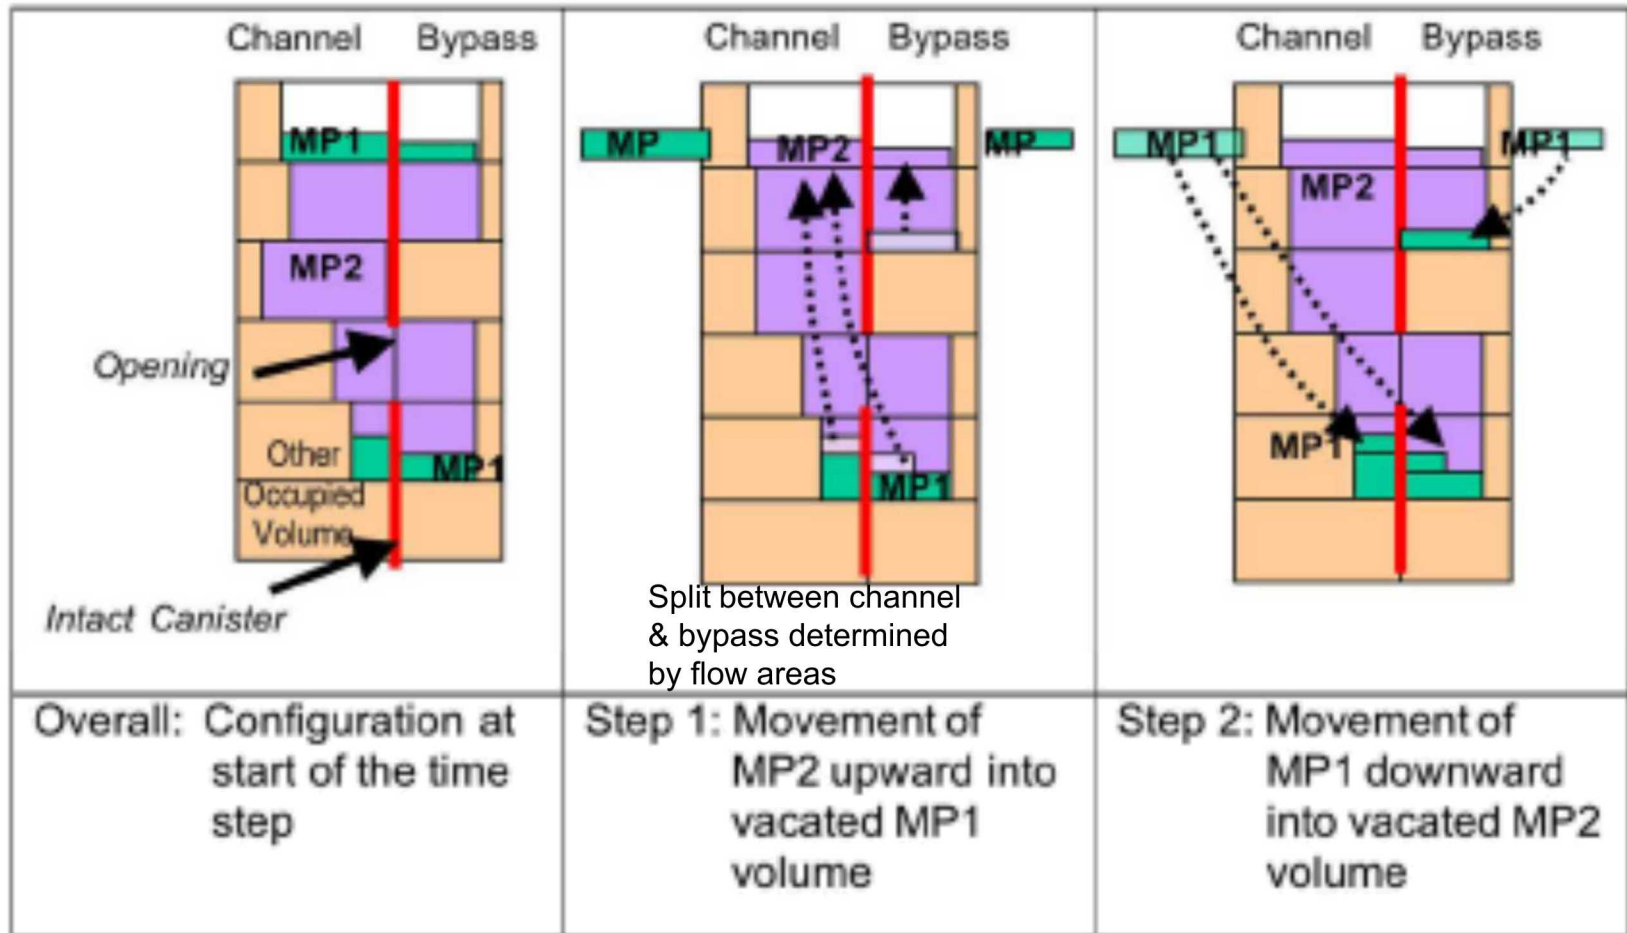 Channel Bypass
MP1
MP2
Opening
Other
MP1
Occupied
Volume
Intact Canister
Channel Bypass
MP
MP2
MP
MP1
Split between channel
& bypass determined
by flow areas
Channel Bypass
MP1
MP1
MP2
MP1
Overall: Configuration at
start of the time
step
Step 1: Movement of
MP2 upward into
vacated MP1
volume
Step 2: Movement of
MP1 downward
into vacated MP2
volume